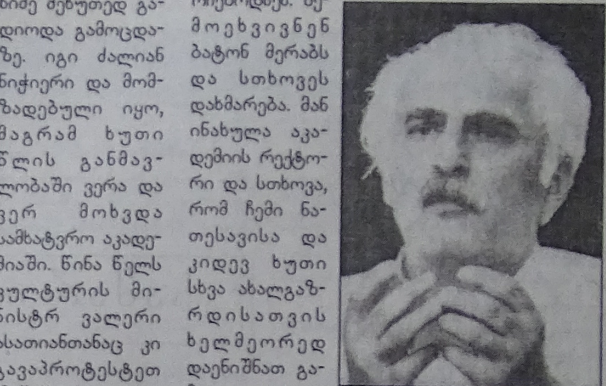 მეხუთედ გა-
დიოდა გამოცდა-
ზე. იგი ძალიან
ნიჭიერი და მომ-
ზადებული იყო,
მაგრამ ხუთი
წლის განმავ-
ლობაში ვერა და
ვერ მოხვდა
სამხატვრო აკადე-
მიაში. წინა წელს
კულტურის მი-
ნისტრ ვალერი
ასათიანთანაც კი
გავაპროტესტეთ
მოეხვივნენ
ბატონ მერაბს
და სთხოვეს
დახმარება. მან
ინახულა აკა-
დემიის რექტო-
რი და სთხოვა,
რომ ჩემი ნა-
თესავისა და
კიდევ ხუთი
სხვა ახალგაზ-
რდისათვის
ხელმეორედ
დაენიშნათ გა-